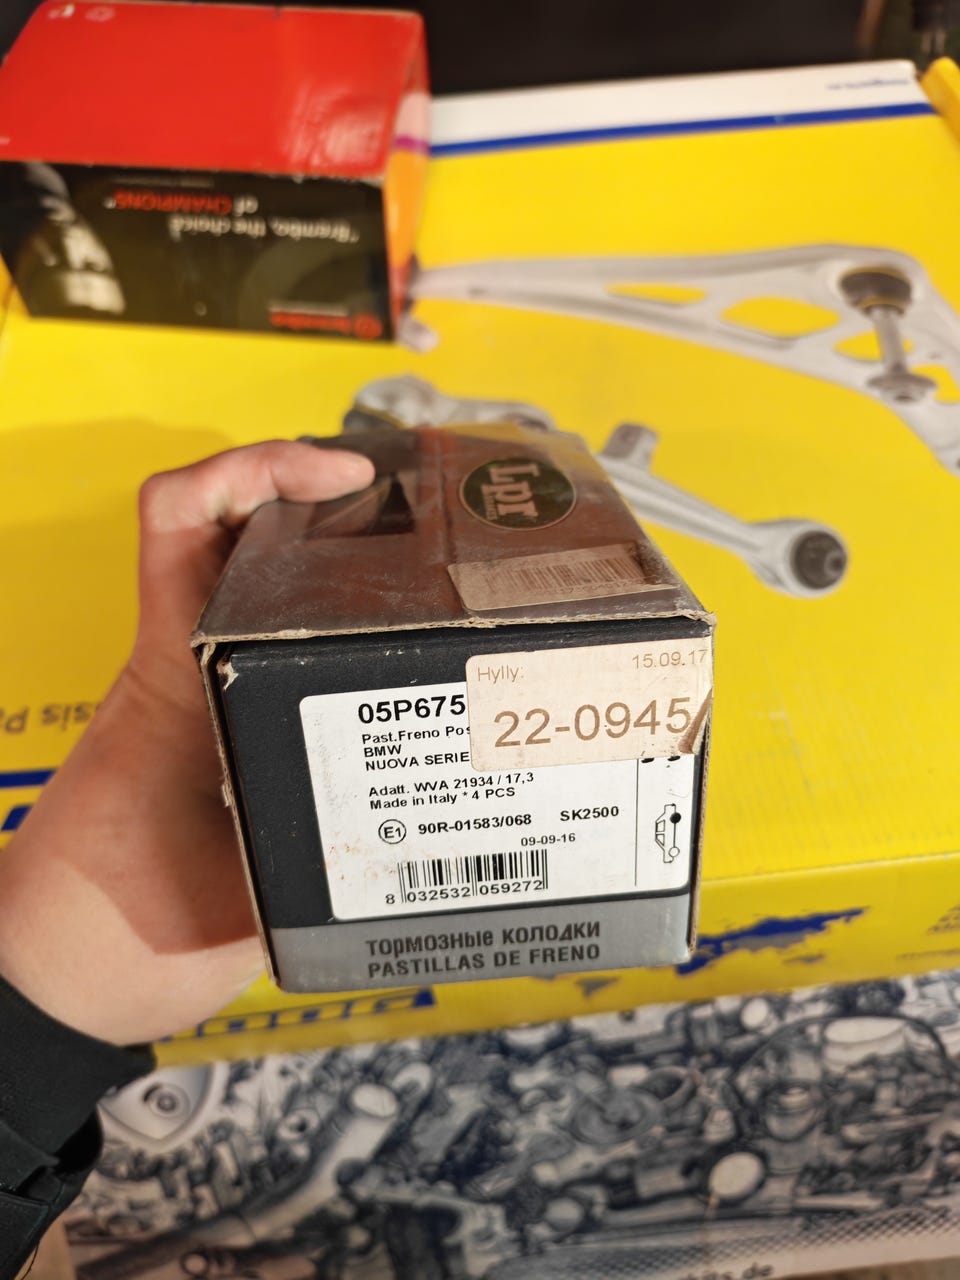 "Brembo, the choice
of CHAMPIONS"
Lpr
Hylly:
15.09.17
22-0945
05P675
Past.Freno Pos
BMW
NUOVA SERIE
Adatt. WVA 21934 / 17,3
Made in Italy * 4 PCS
E1 90R-01583/068 SK2500
09-09-16
8 032532 059272
ТОРМОЗНЫЕ КОЛОДКИ
PASTILLAS DE FRENO